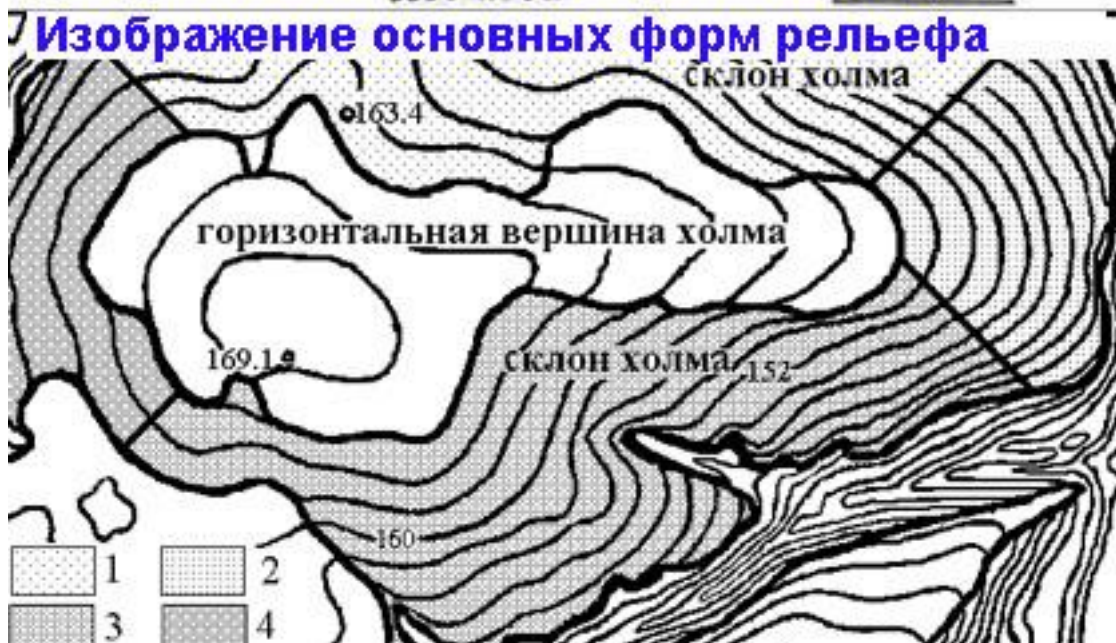 Изображение основных форм рельефа
склон холма
163.4
горизонтальная вершина холма
169.1
склон холма
152
160
1
2
3
4